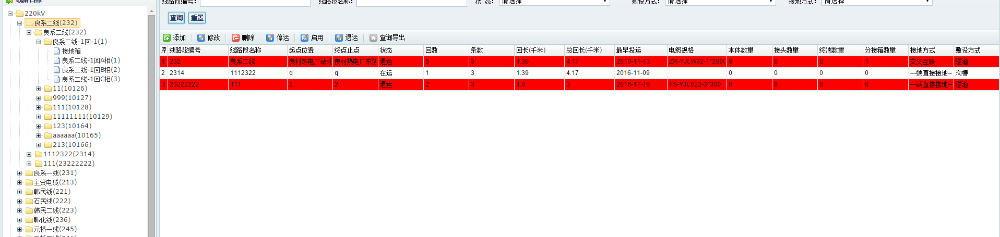 线路台账
220kV
良系二线(232)
良系二线(232)
良系二线-1回-1(1)
接地箱
良系二线-1回A相(1)
良系二线-1回B相(2)
良系二线-1回C相(3)
11(10126)
999(10127)
111(10128)
11111111(10129)
123(10164)
aaaaaa(10165)
213(10166)
1112322(2314)
111(23222222)
良系一线(231)
主变电缆(213)
韩民线(221)
石民线(222)
韩民二线(223)
韩化线(236)
元桥一线(245)
线路段编号： 线路段名称： 状 态： 请选择 敷设方式： 请选择 接地方式： 请选择
查询 重置
添加 修改 删除 停运 启用 退运 查询导出
序 线路段编号 线路段名称 起点位置 终点止点 状态 回数 条数 回长(千米) 总回长(千米) 最早投运 电缆规格 本体数量 接头数量 终端数量 分接箱数量 接地方式 敷设方式
1 232 良系二线 良村热电厂站外 良村热电厂东侧 退运 5 3 1.39 4.17 2010-11-13 ZR-YJLW02-1*2000 0 0 0 1 交叉互联 隧道
2 2314 1112322 q q 在运 1 3 1.39 4.17 2016-11-09 0 0 0 0 一端直接接地一 沟槽
3 23222222 111 2 2 退运 2 3 1.0 3 2016-11-19 FS-YJLV22-3*300 0 0 0 0 一端直接接地一 隧道